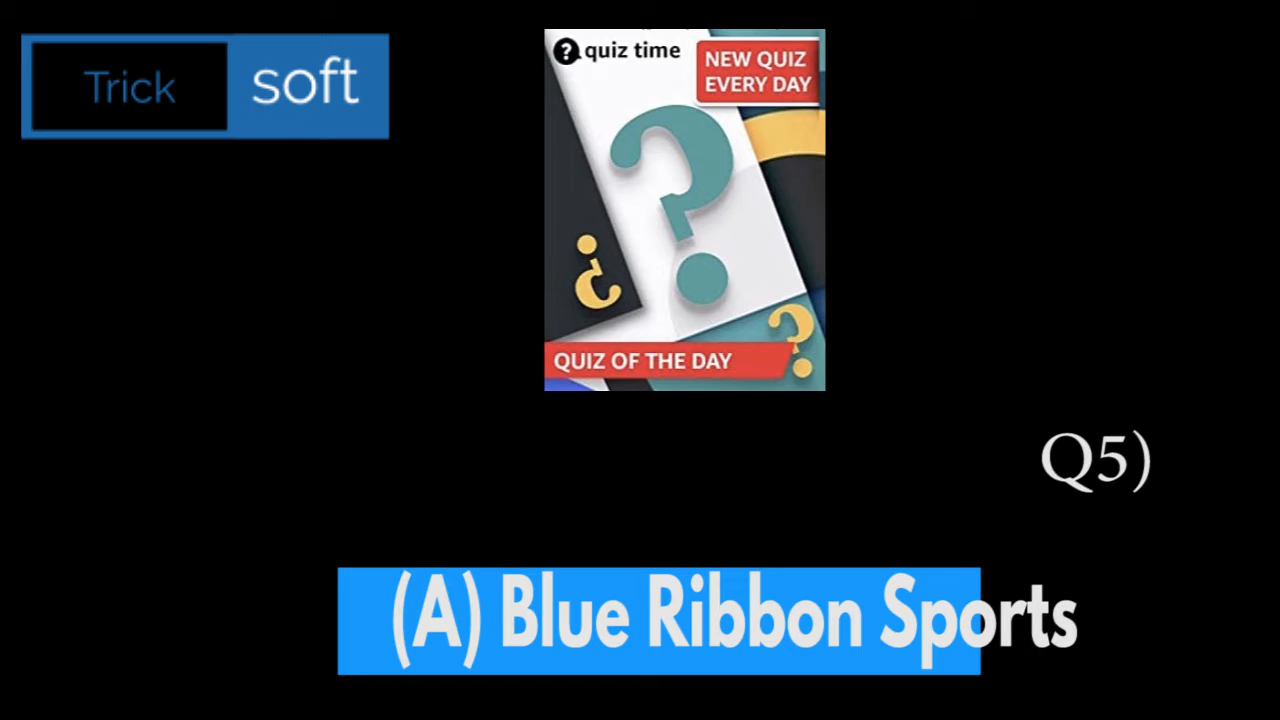 Trick soft
? quiz time
NEW QUIZ
EVERY DAY
?
?
?
QUIZ OF THE DAY
Q5)
(A) Blue Ribbon Sports